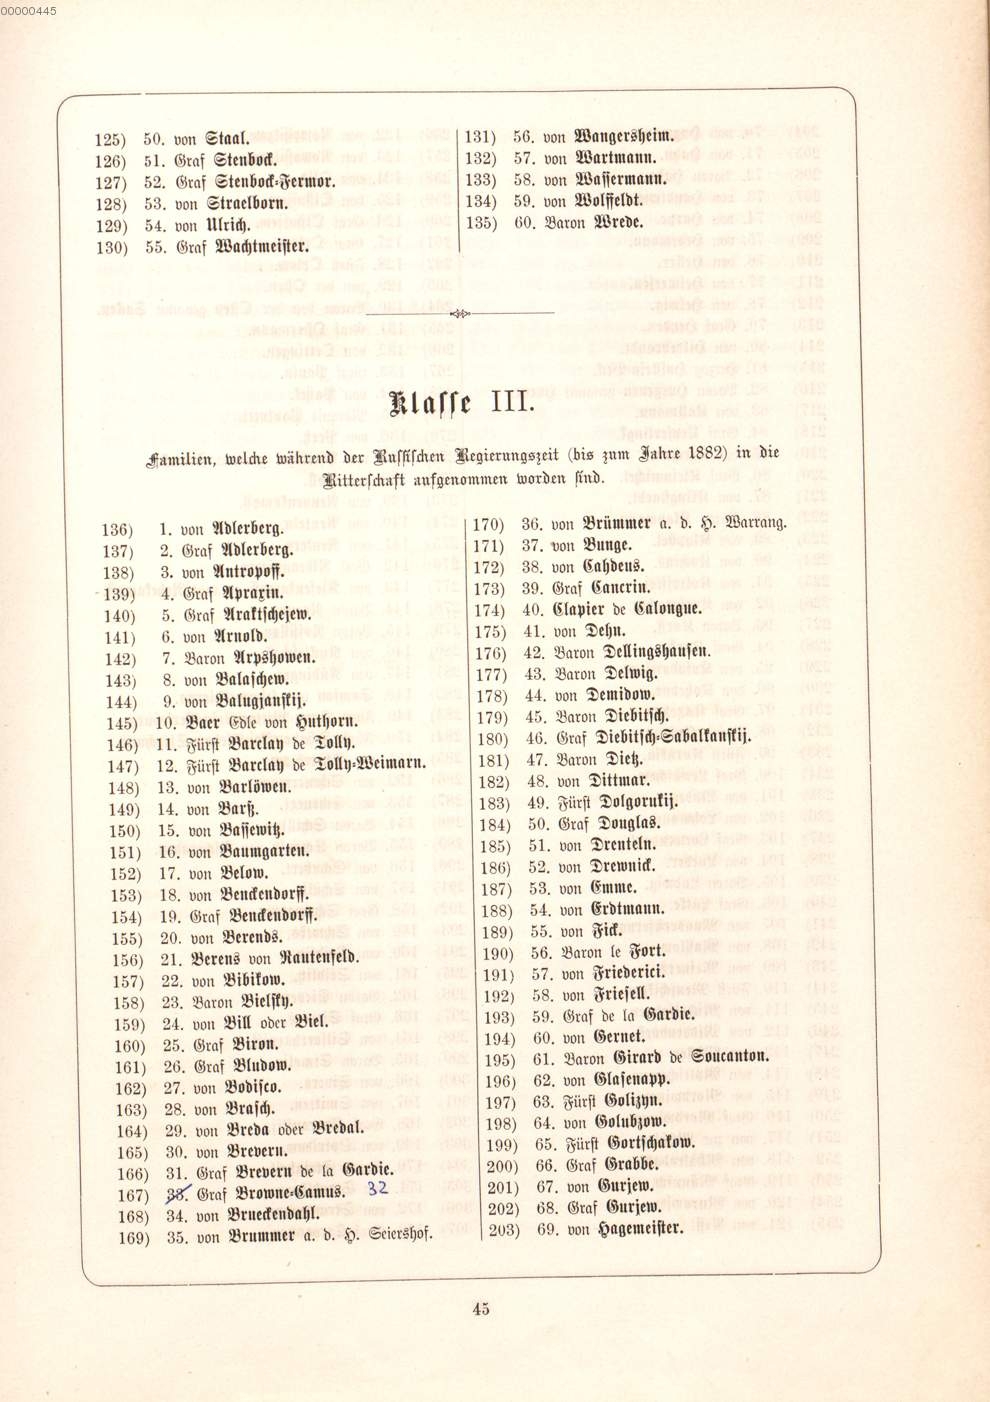 00000445
125) 50. von Staal.
126) 51. Graf Stenbock.
127) 52. Graf Stenbock-Fermor.
128) 53. von Straelborn.
129) 54. von Ulrich.
130) 55. Graf Wachtmeister.
131) 56. von Wangersheim.
132) 57. von Wartmann.
133) 58. von Wassermann.
134) 59. von Wolffeldt.
135) 60. Baron Wrede.
Klasse III.
Familien, welche während der Russischen Regierungszeit (bis zum Jahre 1882) in die
Ritterschaft aufgenommen worden sind.
136) 1. von Adlerberg.
137) 2. Graf Adlerberg.
138) 3. von Antropoff.
139) 4. Graf Apraxin.
140) 5. Graf Araktschejew.
141) 6. von Arnold.
142) 7. Baron Arpshowen.
143) 8. von Balaschew.
144) 9. von Balugjanskij.
145) 10. Baer Edle von Huthorn.
146) 11. Fürst Barclay de Tolly.
147) 12. Fürst Barclay de Tolly-Weimarn.
148) 13. von Barlöwen.
149) 14. von Barß.
150) 15. von Bassewitz.
151) 16. von Baumgarten.
152) 17. von Below.
153) 18. von Benckendorff.
154) 19. Graf Benckendorff.
155) 20. von Berends.
156) 21. Berens von Rautenfeld.
157) 22. von Bibikow.
158) 23. Baron Bielsky.
159) 24. von Bill oder Biel.
160) 25. Graf Biron.
161) 26. Graf Bludow.
162) 27. von Bodisco.
163) 28. von Brasch.
164) 29. von Breda oder Bredal.
165) 30. von Brevern.
166) 31. Graf Brevern de la Gardie.
167) 33. Graf Browne-Camus. 32
168) 34. von Brueckendahl.
169) 35. von Brummer a. d. H. Seiershof.
170) 36. von Brümmer a. d. H. Warrang.
171) 37. von Bunge.
172) 38. von Cahdeus.
173) 39. Graf Cancrin.
174) 40. Clapier de Calongue.
175) 41. von Dehn.
176) 42. Baron Dellingshausen.
177) 43. Baron Delwig.
178) 44. von Demidow.
179) 45. Baron Diebitsch.
180) 46. Graf Diebitsch-Sabalkanskij.
181) 47. Baron Dietz.
182) 48. von Dittmar.
183) 49. Fürst Dolgorukij.
184) 50. Graf Douglas.
185) 51. von Drenteln.
186) 52. von Drewnick.
187) 53. von Emme.
188) 54. von Erdtmann.
189) 55. von Fick.
190) 56. Baron le Fort.
191) 57. von Friederici.
192) 58. von Friesell.
193) 59. Graf de la Gardie.
194) 60. von Gernet.
195) 61. Baron Girard de Soucanton.
196) 62. von Glasenapp.
197) 63. Fürst Golizyn.
198) 64. von Golubzow.
199) 65. Fürst Gortschakow.
200) 66. Graf Grabbe.
201) 67. von Gurjew.
202) 68. Graf Gurjew.
203) 69. von Hagemeister.
45